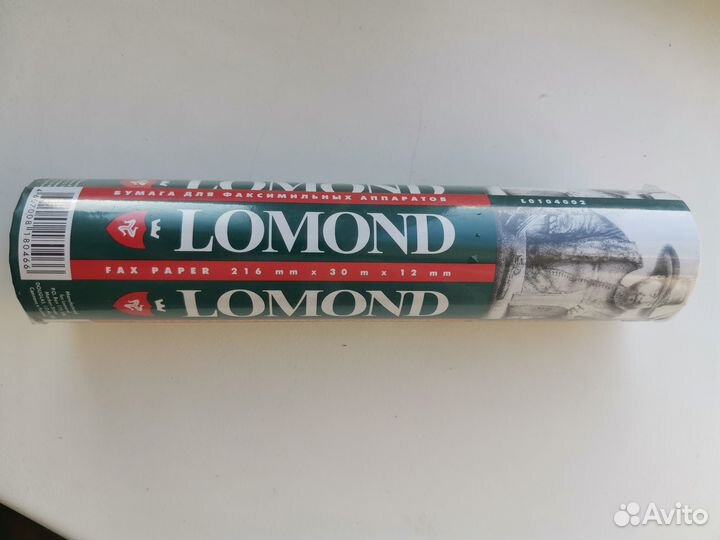 LOMOND
БУМАГА ДЛЯ ФАКСИМИЛЬНЫХ АППАРАТОВ
L0104002
LOMOND
FAX PAPER 216 mm x 30 m x 12 mm
LOMOND
Avito